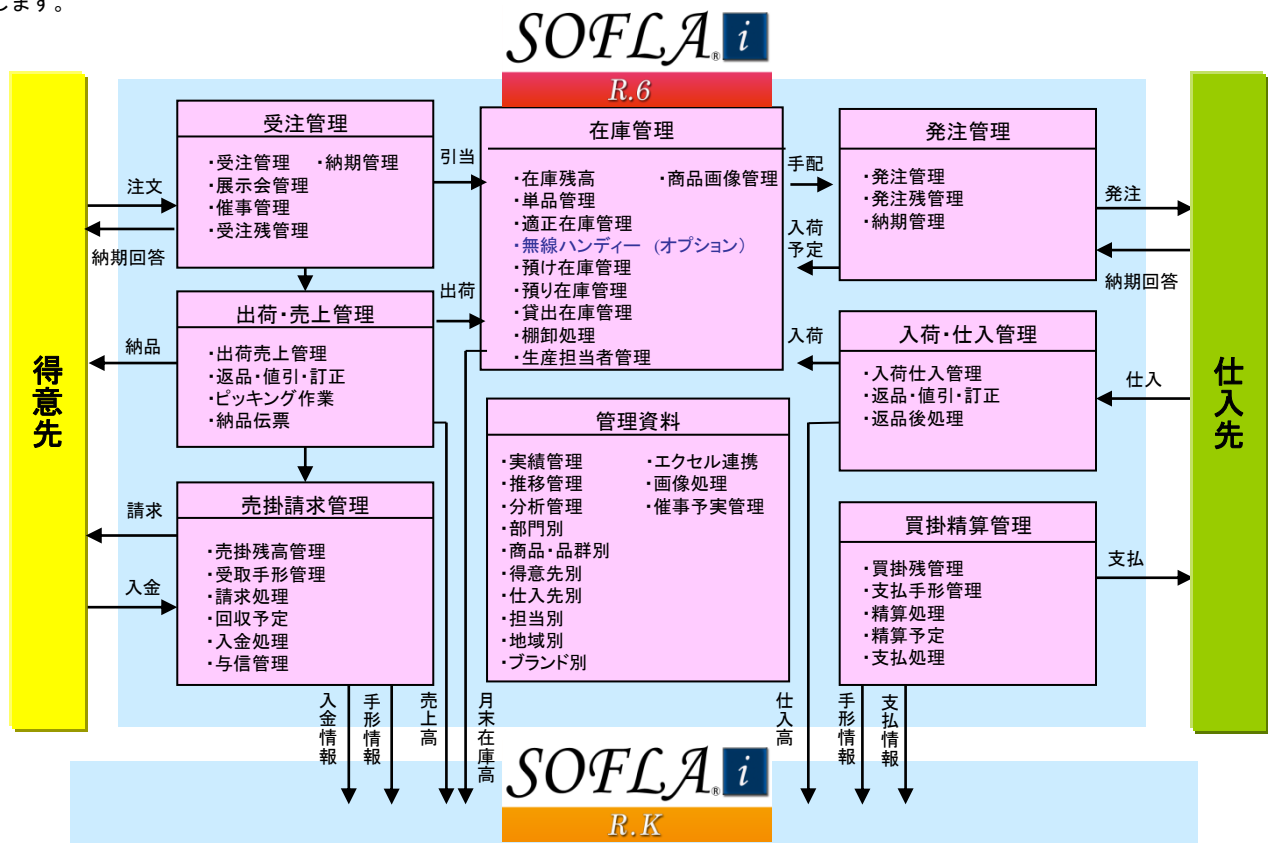 します。
SOFLA® i
R.6
得意先
注文
納期回答
納品
請求
入金
受注管理
・受注管理 ・納期管理
・展示会管理
・催事管理
・受注残管理
引当
出荷・売上管理
・出荷売上管理
・返品・値引・訂正
・ピッキング作業
・納品伝票
出荷
売掛請求管理
・売掛残高管理
・受取手形管理
・請求処理
・回収予定
・入金処理
・与信管理
在庫管理
・在庫残高 ・商品画像管理
・単品管理
・適正在庫管理
・無線ハンディー (オプション)
・預け在庫管理
・預り在庫管理
・貸出在庫管理
・棚卸処理
・生産担当者管理
管理資料
・実績管理 ・エクセル連携
・推移管理 ・画像処理
・分析管理 ・催事予実管理
・部門別
・商品・品群別
・得意先別
・仕入先別
・担当別
・地域別
・ブランド別
手配
入荷
予定
入荷
発注管理
・発注管理
・発注残管理
・納期管理
入荷・仕入管理
・入荷仕入管理
・返品・値引・訂正
・返品後処理
買掛精算管理
・買掛残管理
・支払手形管理
・精算処理
・精算予定
・支払処理
発注
納期回答
仕入
支払
仕入先
入金情報
手形情報
売上高
月末在庫高
仕入高
手形情報
支払情報
SOFLA® i
R.K